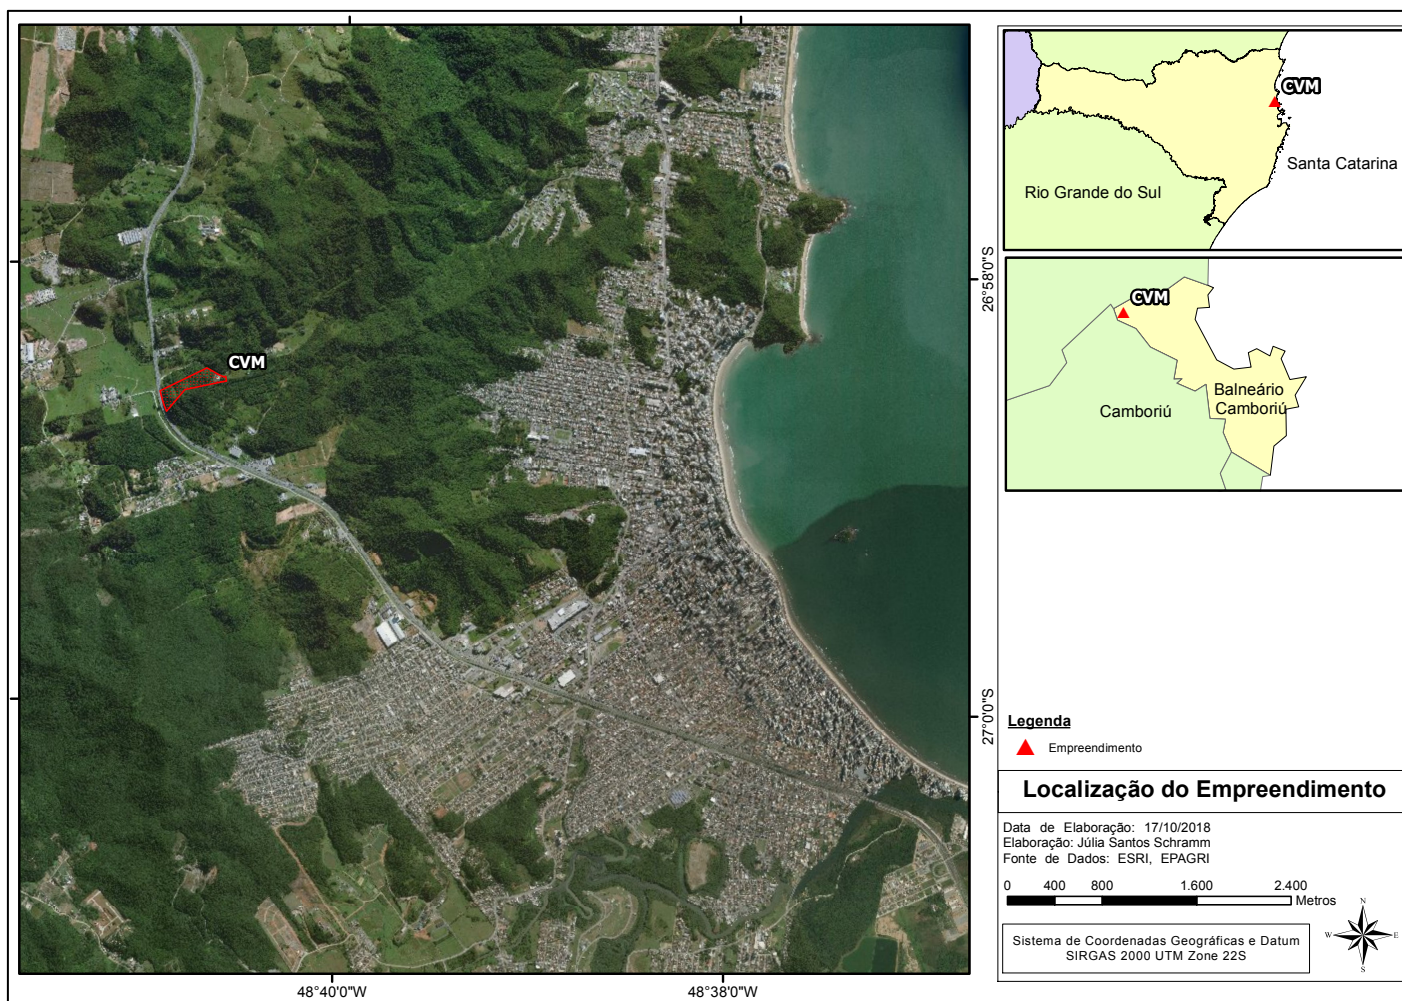 CVM
26°58'0"S
27°0'0"S
48°40'0"W
48°38'0"W
CVM
Santa Catarina
Rio Grande do Sul
CVM
Balneário
Camboriú
Camboriú
Legenda
Empreendimento
Localização do Empreendimento
Data de Elaboração: 17/10/2018
Elaboração: Júlia Santos Schramm
Fonte de Dados: ESRI, EPAGRI
0 400 800 1.600 2.400
Metros
N
W E
S
Sistema de Coordenadas Geográficas e Datum
SIRGAS 2000 UTM Zone 22S